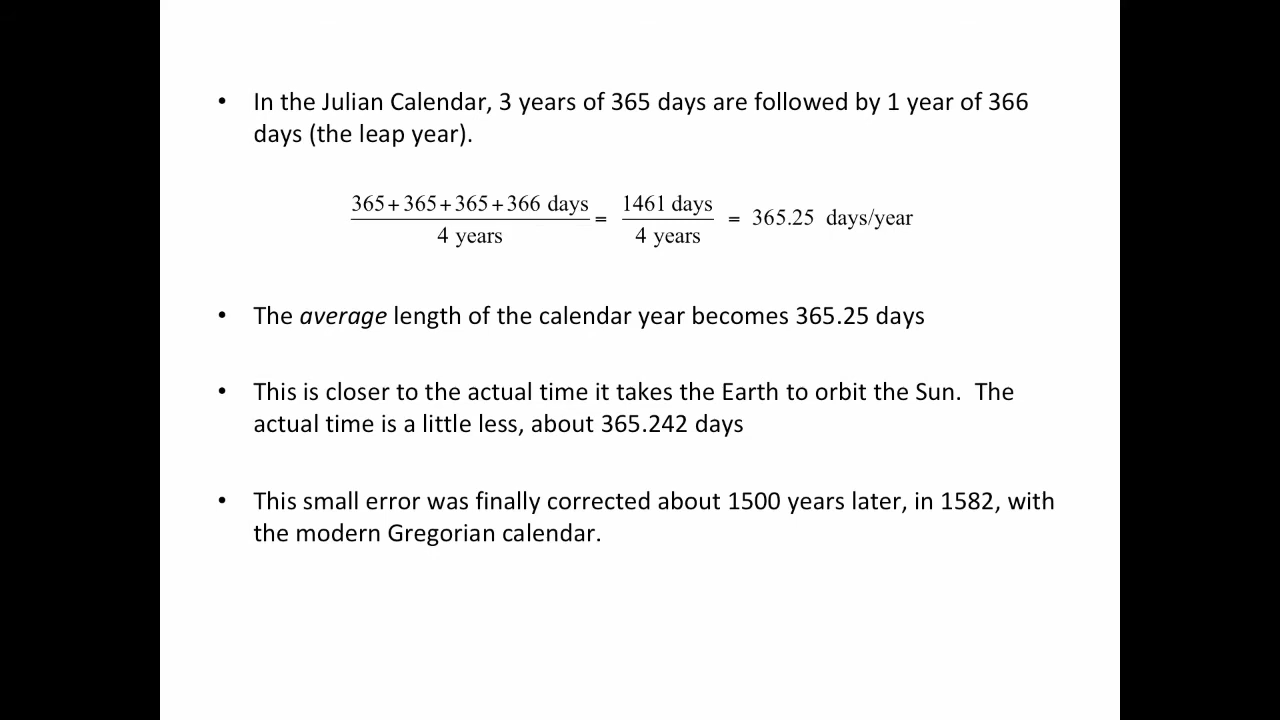 • In the Julian Calendar, 3 years of 365 days are followed by 1 year of 366
days (the leap year).
365 + 365 + 365 + 366 days / 4 years = 1461 days / 4 years = 365.25 days/year
• The average length of the calendar year becomes 365.25 days
• This is closer to the actual time it takes the Earth to orbit the Sun. The
actual time is a little less, about 365.242 days
• This small error was finally corrected about 1500 years later, in 1582, with
the modern Gregorian calendar.